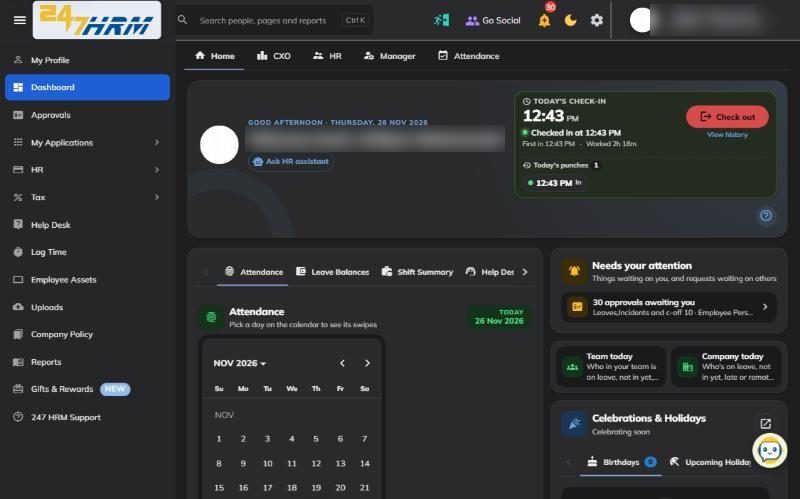 247HRM
Search people, pages and reports
Ctrl K
Go Social
30
My Profile
Dashboard
Approvals
My Applications
HR
Tax
Help Desk
Log Time
Employee Assets
Uploads
Company Policy
Reports
Gifts & Rewards NEW
247 HRM Support
Home
CXO
HR
Manager
Attendance
GOOD AFTERNOON · THURSDAY, 26 NOV 2026
Ask HR assistant
TODAY'S CHECK-IN
12:43 PM
Checked in at 12:43 PM
First in 12:43 PM · Worked 2h 18m
Check out
View history
Today's punches 1
12:43 PM In
Attendance
Leave Balances
Shift Summary
Help Des
Attendance
Pick a day on the calendar to see its swipes
TODAY
26 Nov 2026
NOV 2026
Su Mo Tu We Th Fr Sa
NOV
1 2 3 4 5 6 7
8 9 10 11 12 13 14
15 16 17 18 19 20 21
Needs your attention
Things waiting on you, and requests waiting on others
30 approvals awaiting you
Leaves,Incidents and c-off 10 · Employee Pers...
Team today
Who in your team is
on leave, not in yet,...
Company today
Who's on leave, not
in yet, late or remot...
Celebrations & Holidays
Celebrating soon
Birthdays 0
Upcoming Holiday